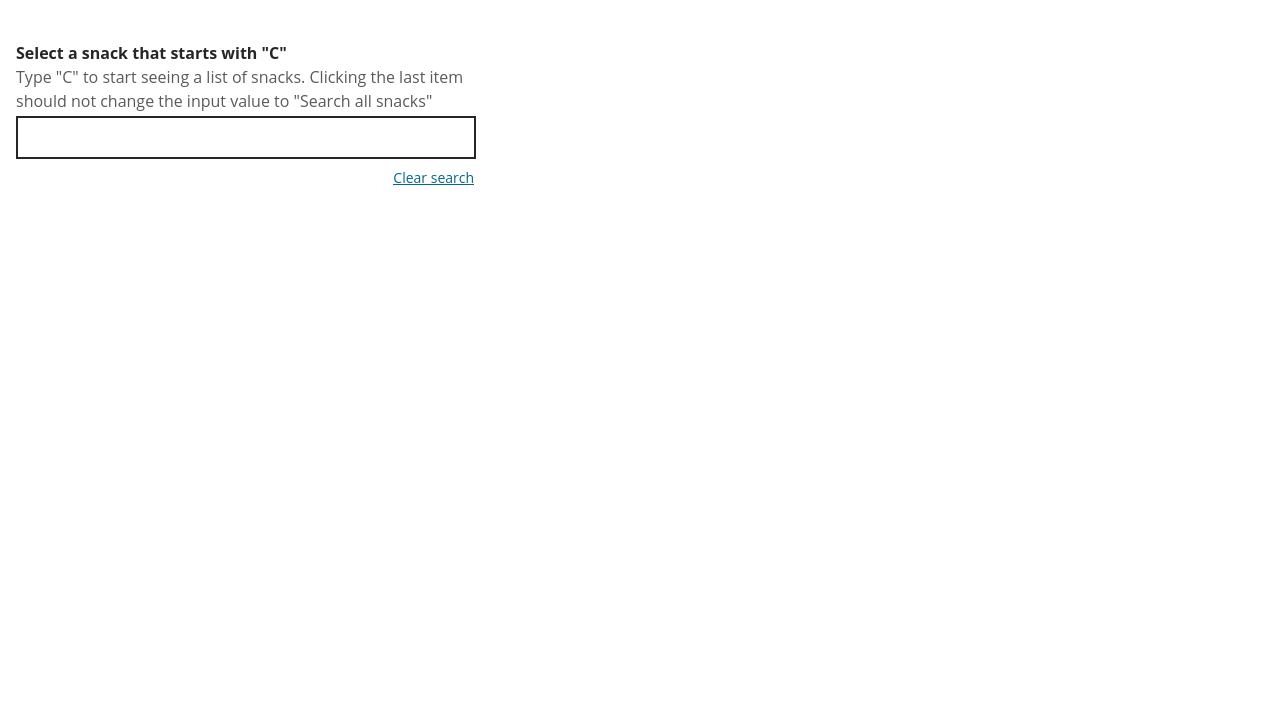 Select a snack that starts with "C"
Type "C" to start seeing a list of snacks. Clicking the last item
should not change the input value to "Search all snacks"
Clear search